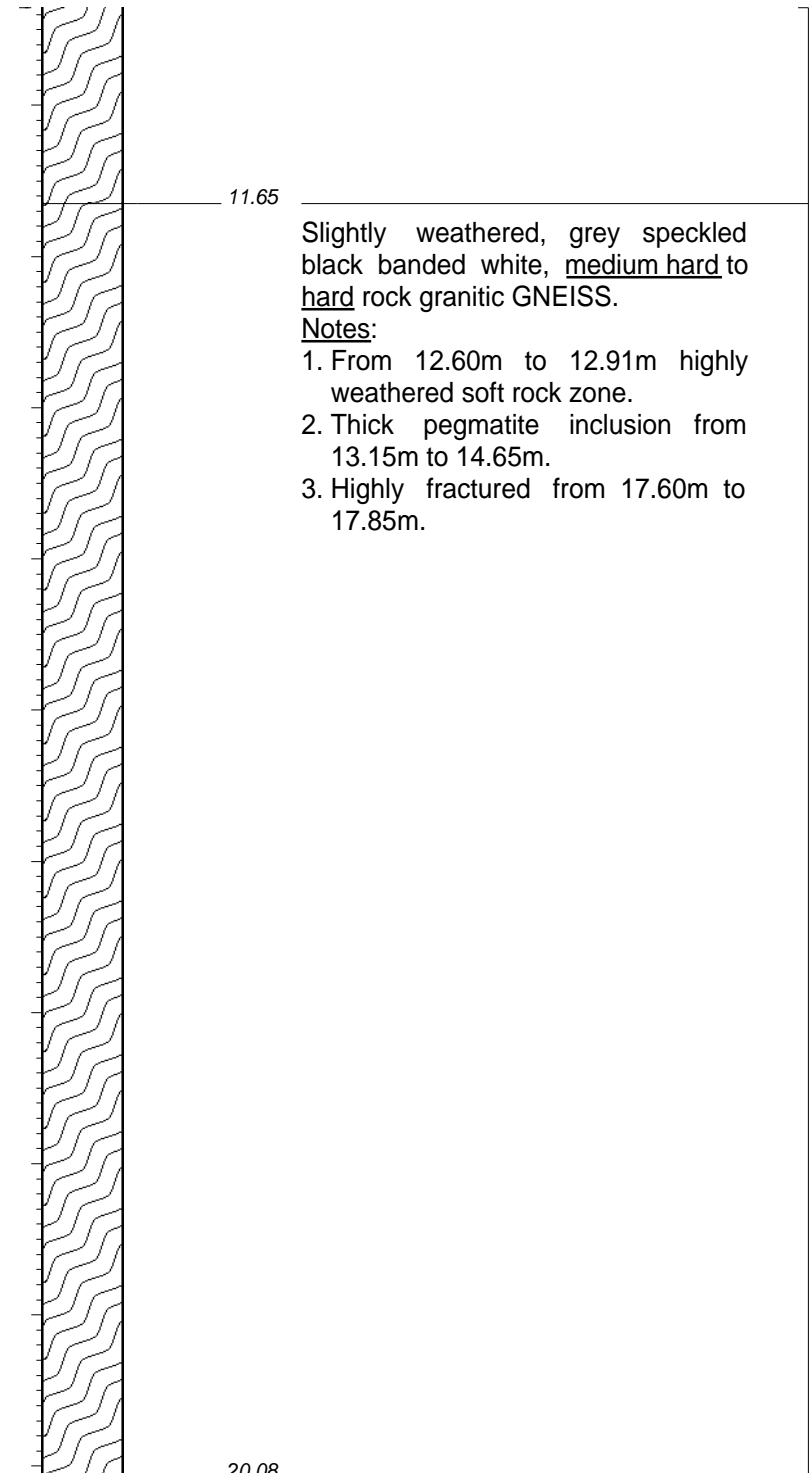 11.65
Slightly weathered, grey speckled
black banded white, medium hard to
hard rock granitic GNEISS.
Notes:
1. From 12.60m to 12.91m highly
weathered soft rock zone.
2. Thick pegmatite inclusion from
13.15m to 14.65m.
3. Highly fractured from 17.60m to
17.85m.
20.08